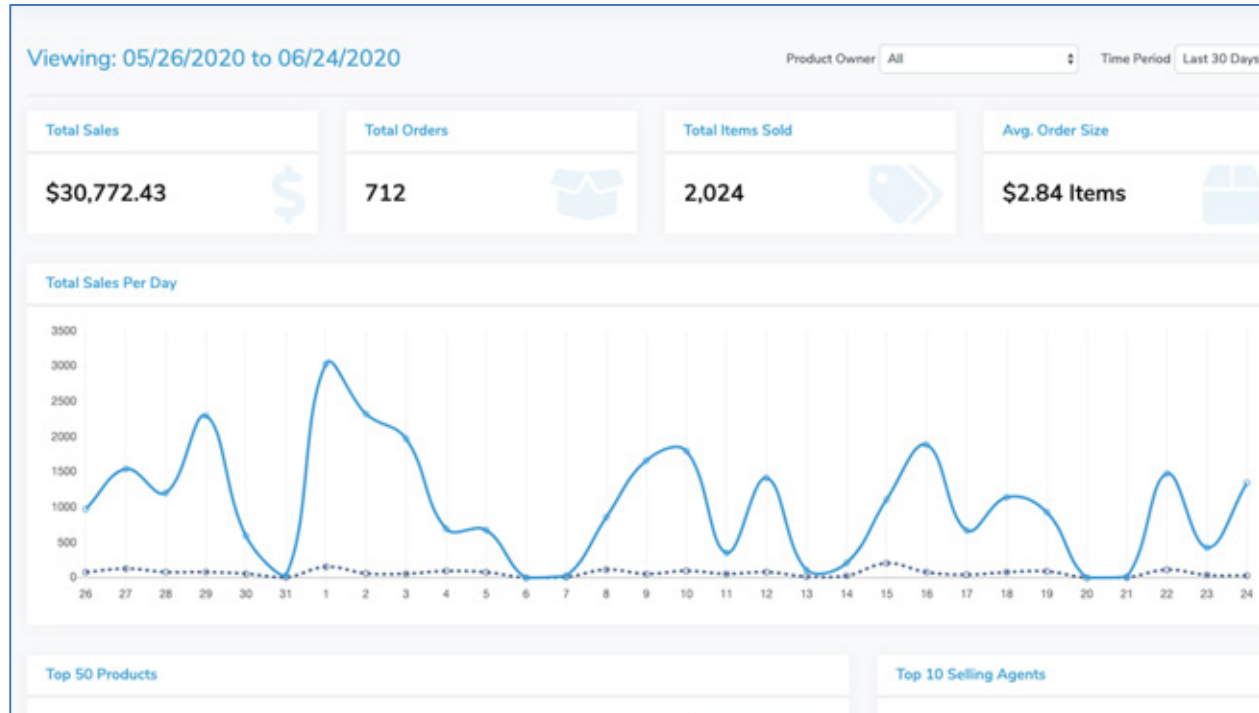 Viewing: 05/26/2020 to 06/24/2020
Product Owner All Time Period Last 30 Days
Total Sales Total Orders Total Items Sold Avg. Order Size
$30,772.43 712 2,024 $2.84 Items
Total Sales Per Day
3500
3000
2500
2000
1500
1000
500
0
26 27 28 29 30 31 1 2 3 4 5 6 7 8 9 10 11 12 13 14 15 16 17 18 19 20 21 22 23 24
Top 50 Products Top 10 Selling Agents